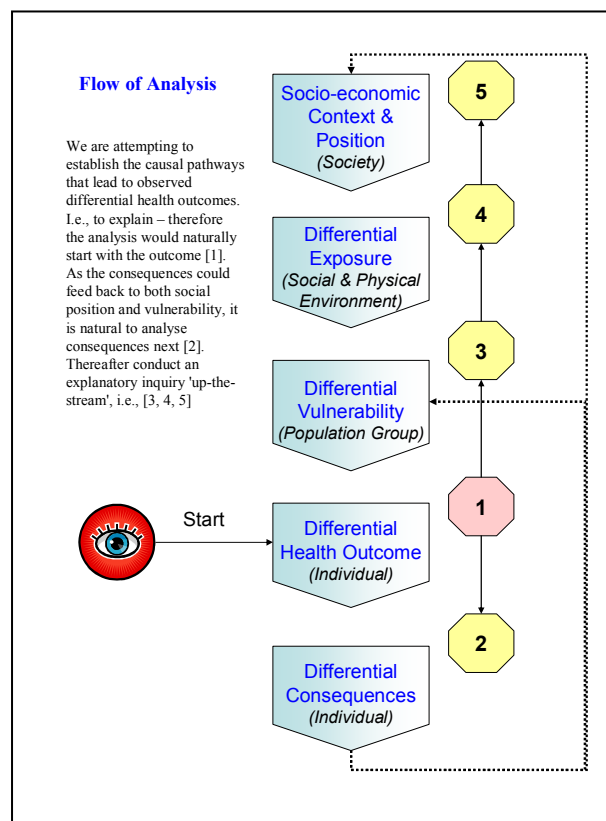 Flow of Analysis
We are attempting to
establish the causal pathways
that lead to observed
differential health outcomes.
I.e., to explain – therefore
the analysis would naturally
start with the outcome [1].
As the consequences could
feed back to both social
position and vulnerability, it
is natural to analyse
consequences next [2].
Thereafter conduct an
explanatory inquiry 'up-the-
stream', i.e., [3, 4, 5]
Socio-economic
Context &
Position
(Society)
5
4
Differential
Exposure
(Social & Physical
Environment)
3
Differential
Vulnerability
(Population Group)
1
Start
Differential
Health Outcome
(Individual)
2
Differential
Consequences
(Individual)